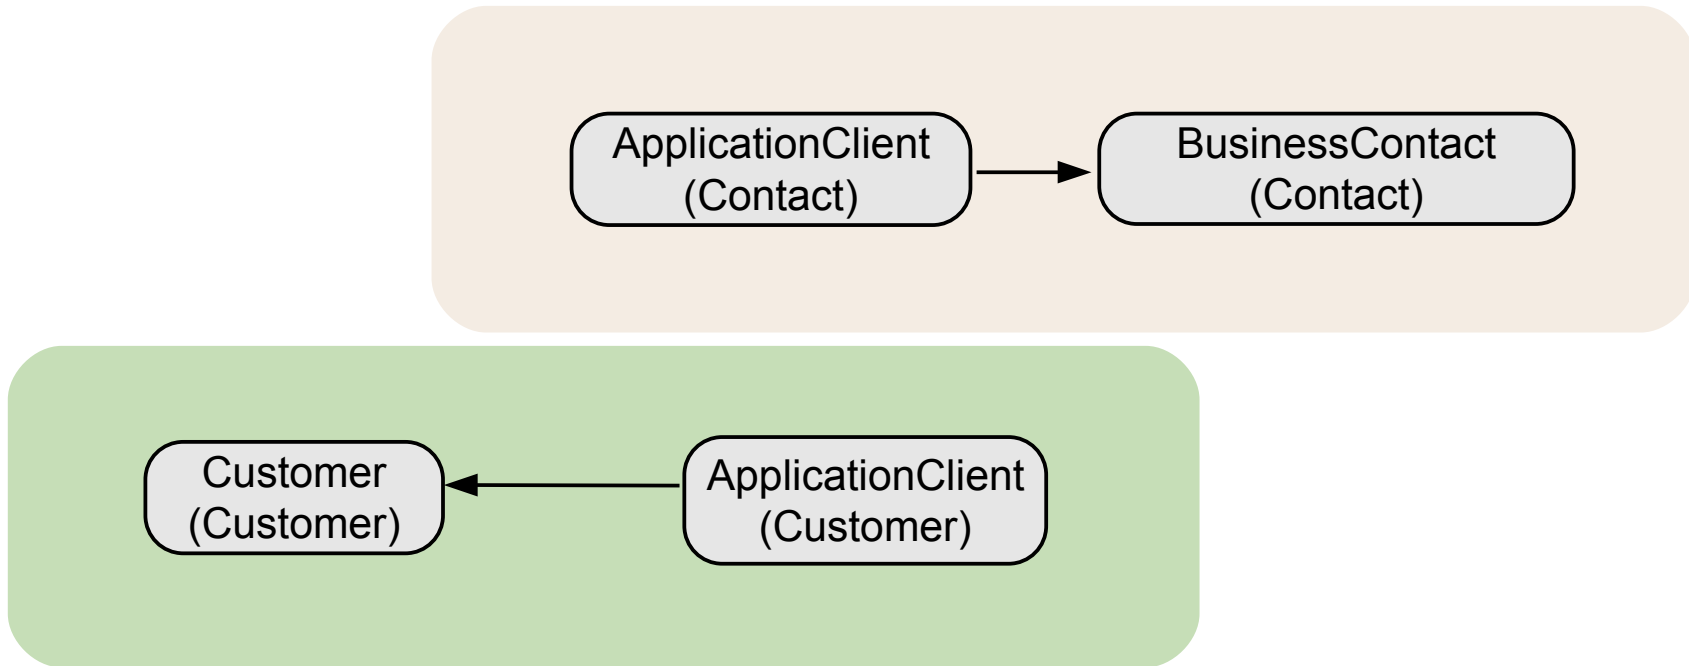 ApplicationClient
(Contact)
BusinessContact
(Contact)
Customer
(Customer)
ApplicationClient
(Customer)